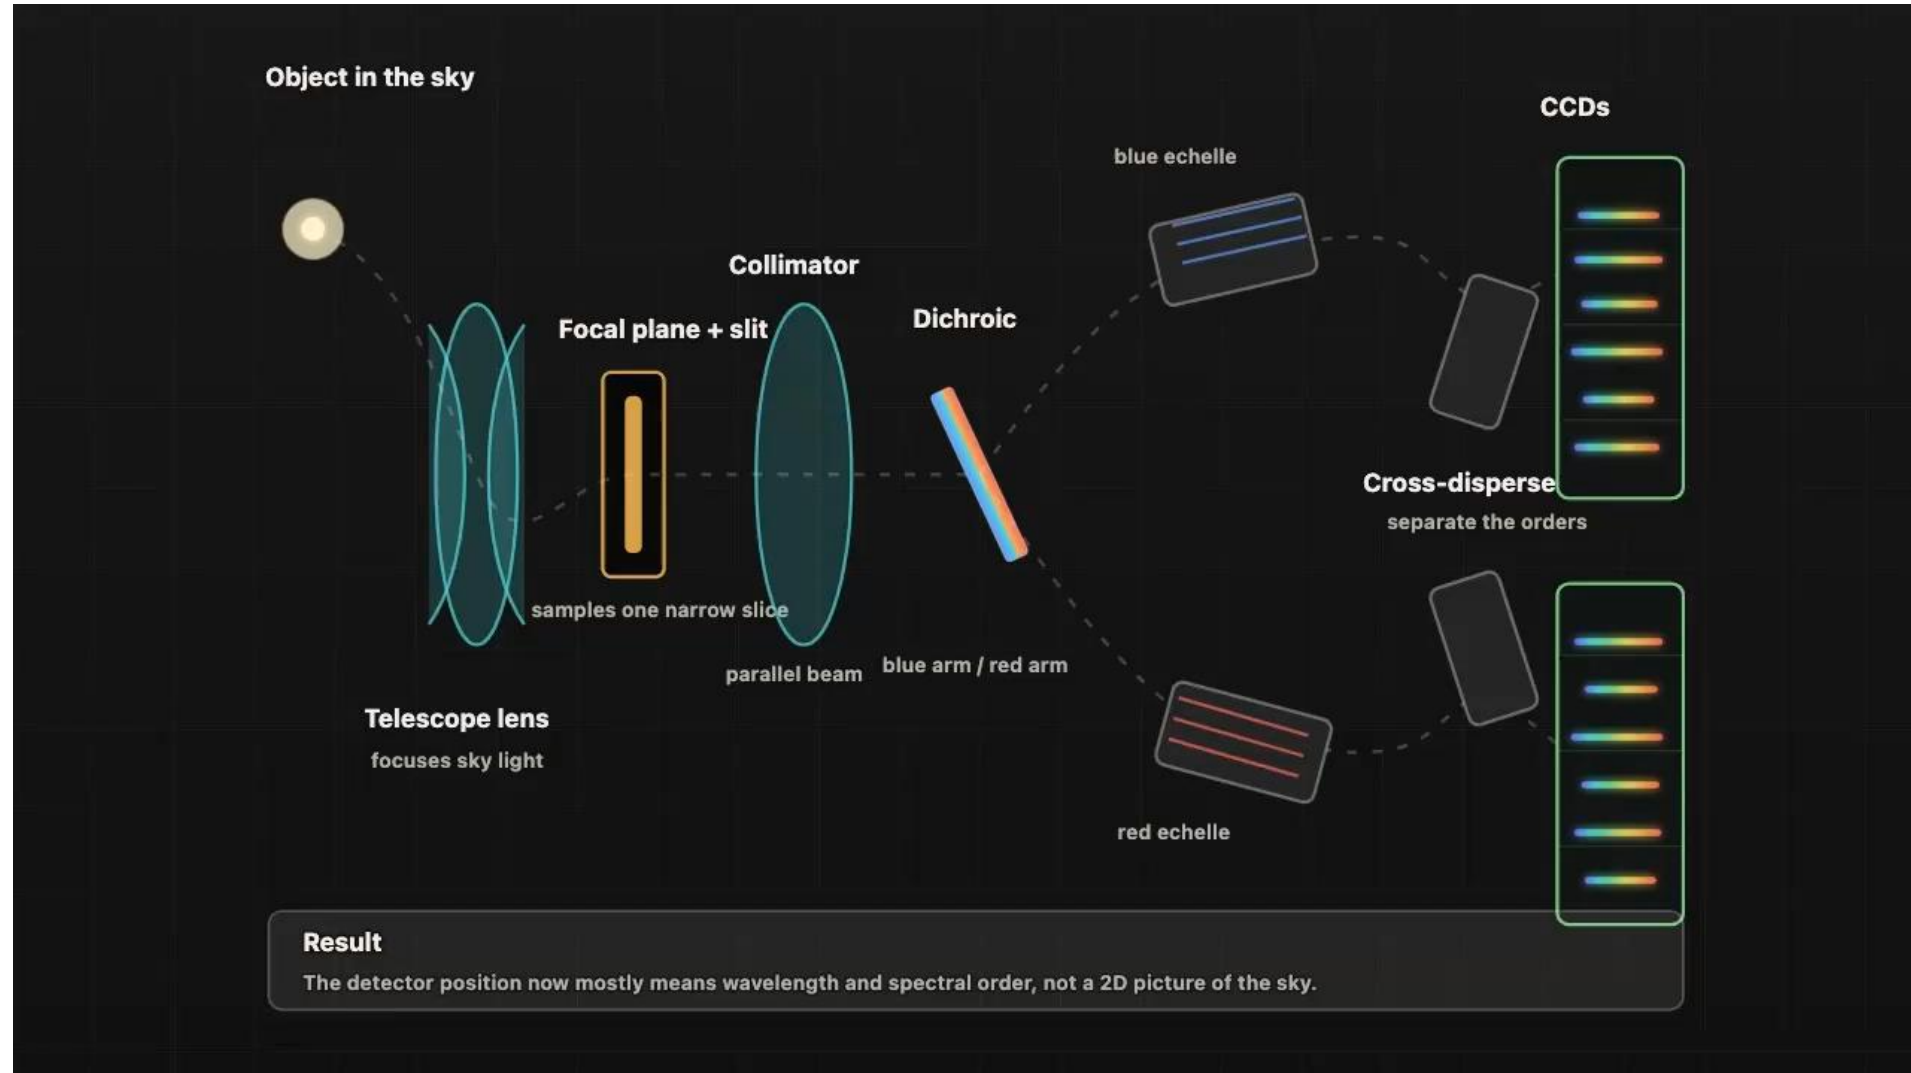 Object in the sky
CCDs
blue echelle
Collimator
Focal plane + slit
Dichroic
Cross-disperse
separate the orders
samples one narrow slice
parallel beam
blue arm / red arm
Telescope lens
focuses sky light
red echelle
Result
The detector position now mostly means wavelength and spectral order, not a 2D picture of the sky.